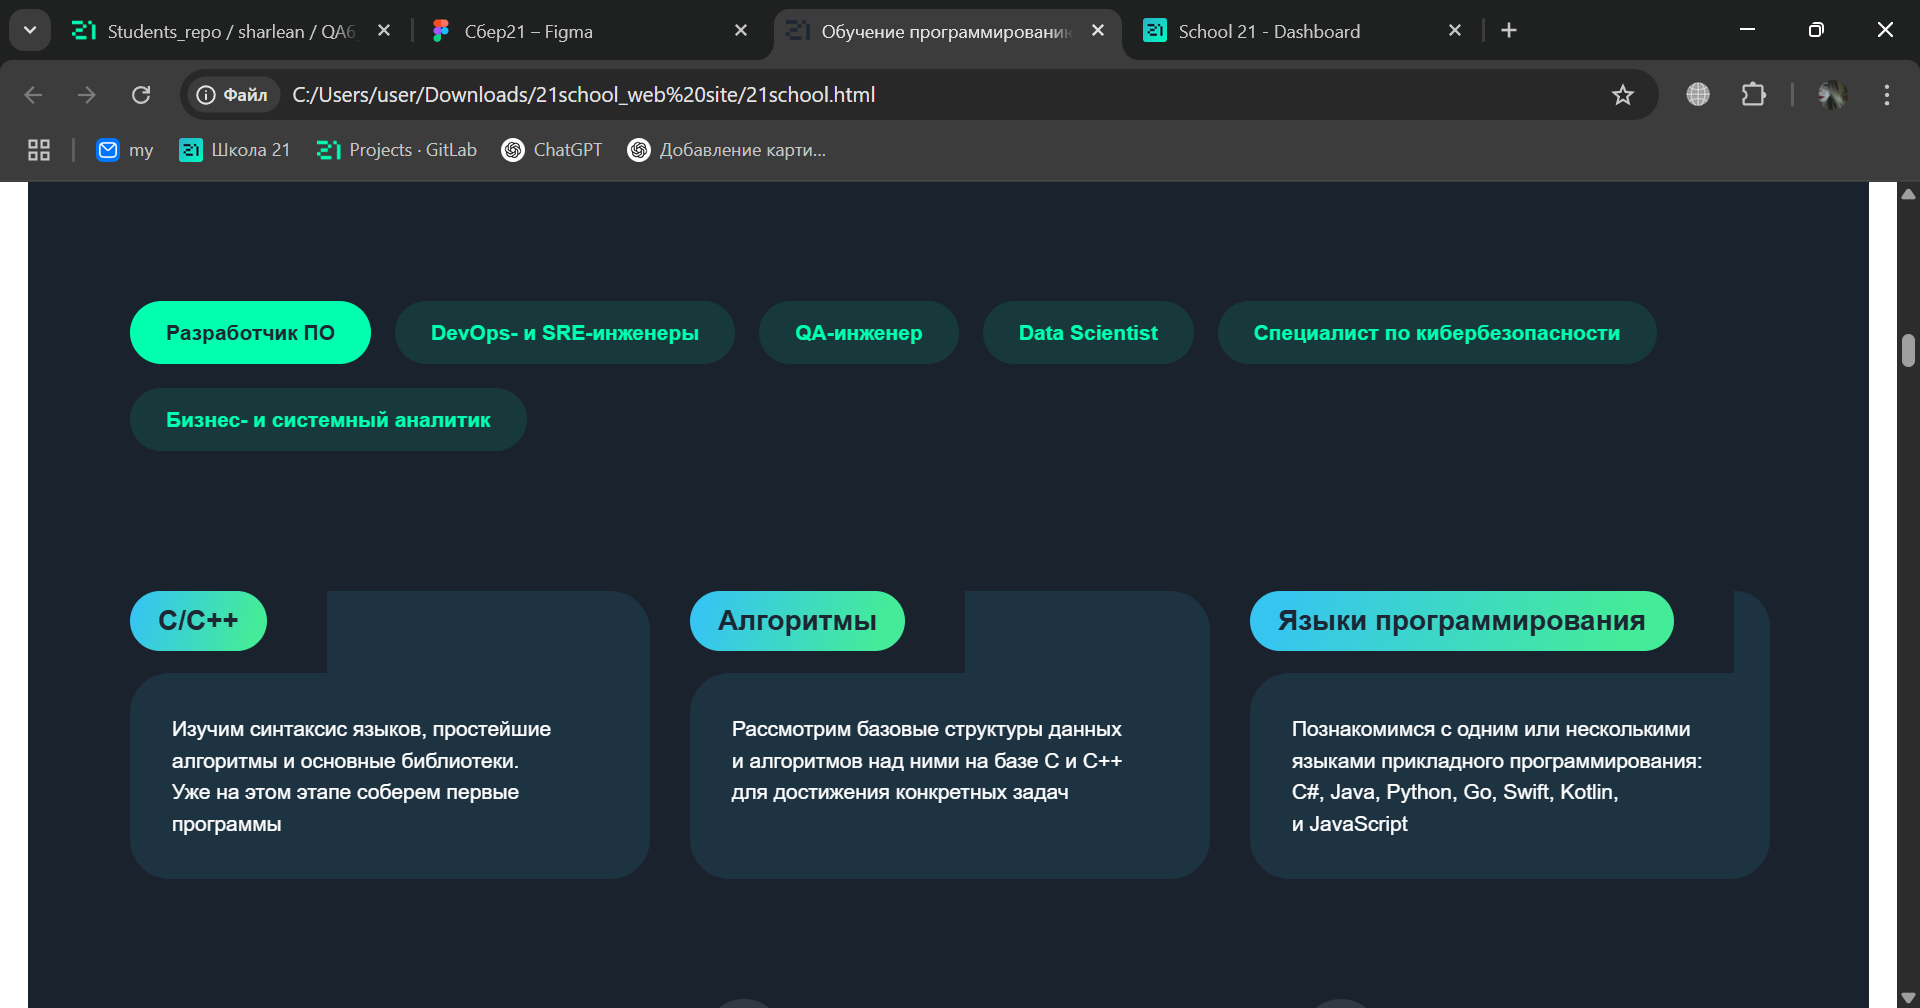 Students_repo / sharlean / QA6
Сбер21 – Figma
Обучение программировани
School 21 - Dashboard
Файл
C:/Users/user/Downloads/21school_web%20site/21school.html
my
Школа 21
Projects · GitLab
ChatGPT
Добавление карти...
Разработчик ПО
DevOps- и SRE-инженеры
QA-инженер
Data Scientist
Специалист по кибербезопасности
Бизнес- и системный аналитик
C/C++
Изучим синтаксис языков, простейшие
алгоритмы и основные библиотеки.
Уже на этом этапе соберем первые
программы
Алгоритмы
Рассмотрим базовые структуры данных
и алгоритмов над ними на базе C и C++
для достижения конкретных задач
Языки программирования
Познакомимся с одним или несколькими
языками прикладного программирования:
C#, Java, Python, Go, Swift, Kotlin,
и JavaScript